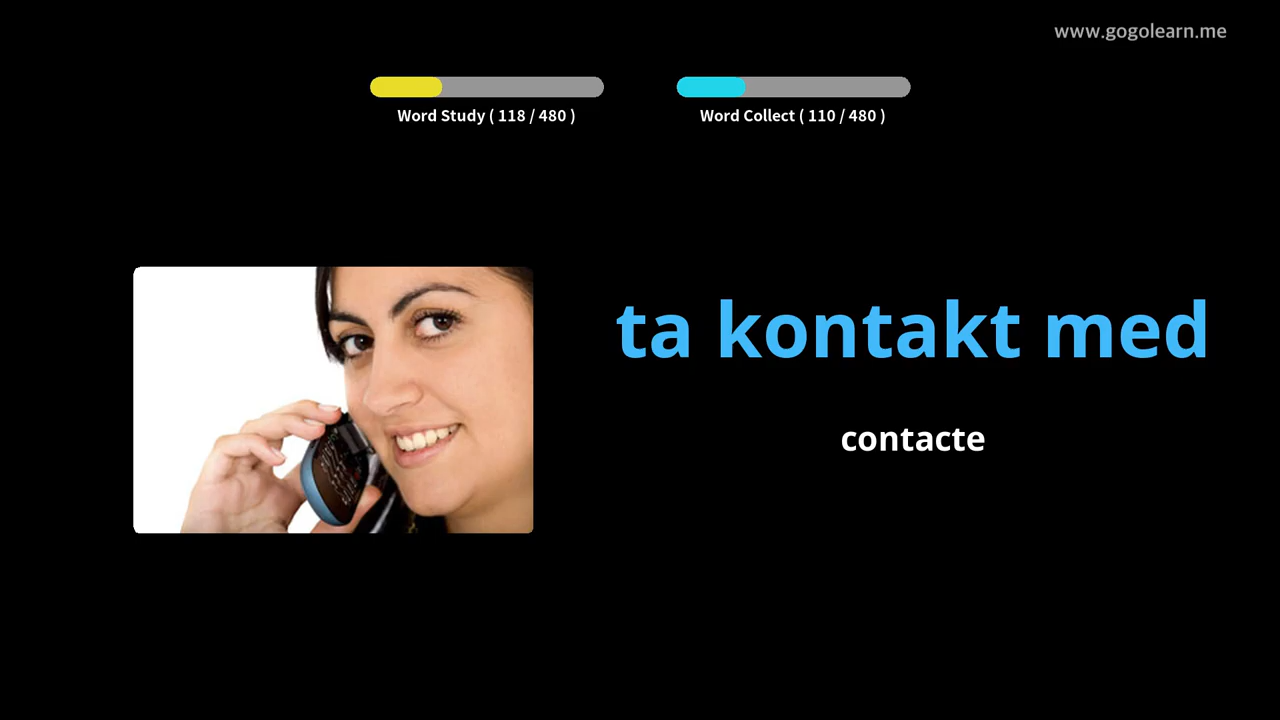 www.gogolearn.me
Word Study ( 118 / 480 )
Word Collect ( 110 / 480 )
ta kontakt med
contacte